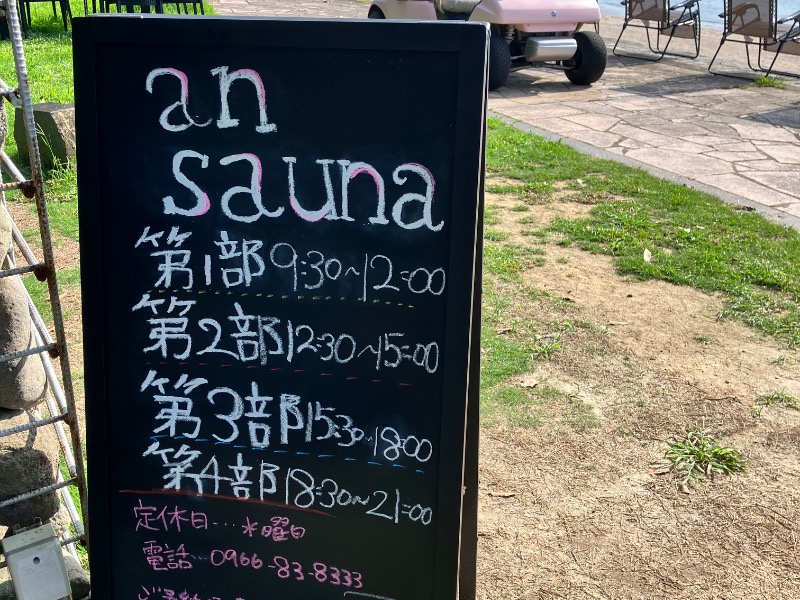 an
sauna
第1部 9:30~12:00
第2部 12:30~15:00
第3部 15:30~18:00
第4部 18:30~21:00
定休日…水曜日
電話…0966-83-8333